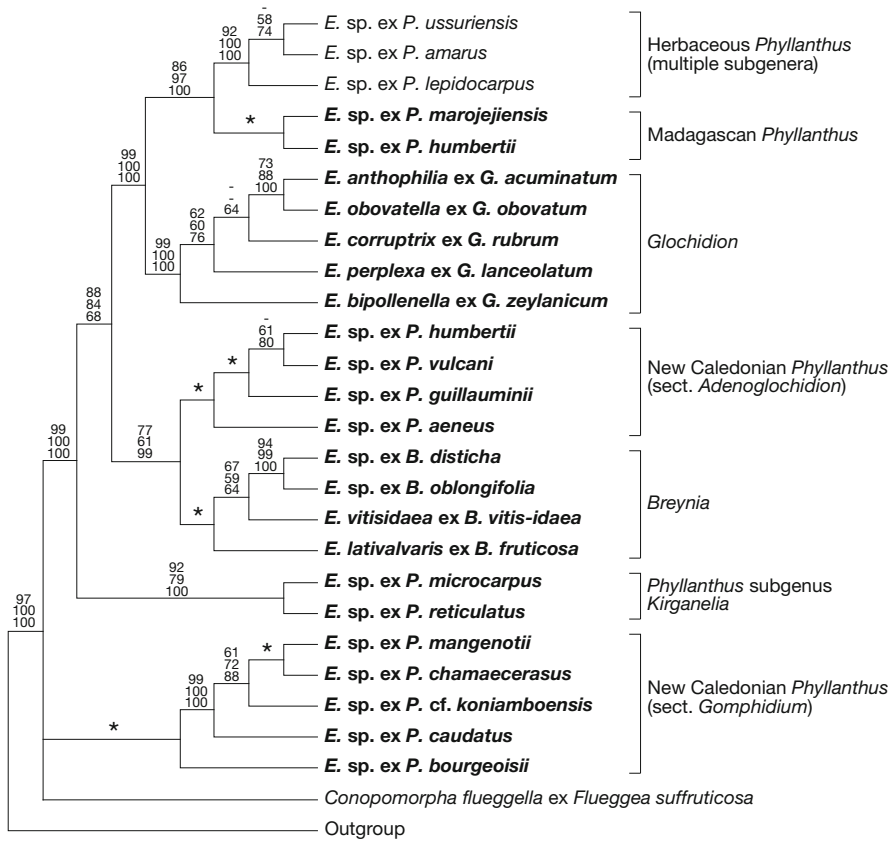 -
58
74
92
100
100
86
97
100
E. sp. ex P. ussuriensis
E. sp. ex P. amarus
E. sp. ex P. lepidocarpus
Herbaceous Phyllanthus
(multiple subgenera)
*
E. sp. ex P. marojejiensis
E. sp. ex P. humbertii
Madagascan Phyllanthus
99
100
100
73
88
100
-
-
64
62
60
76
99
100
100
E. anthophilia ex G. acuminatum
E. obovatella ex G. obovatum
E. corruptrix ex G. rubrum
E. perplexa ex G. lanceolatum
E. bipollenella ex G. zeylanicum
Glochidion
88
84
68
-
61
80
*
*
E. sp. ex P. humbertii
E. sp. ex P. vulcani
E. sp. ex P. guillauminii
E. sp. ex P. aeneus
New Caledonian Phyllanthus
(sect. Adenoglochidion)
99
100
100
77
61
99
94
99
100
67
59
64
*
E. sp. ex B. disticha
E. sp. ex B. oblongifolia
E. vitisidaea ex B. vitis-idaea
E. lativalvaris ex B. fruticosa
Breynia
92
79
100
E. sp. ex P. microcarpus
E. sp. ex P. reticulatus
Phyllanthus subgenus
Kirganelia
97
100
100
*
61
72
88
99
100
100
*
E. sp. ex P. mangenotii
E. sp. ex P. chamaecerasus
E. sp. ex P. cf. koniamboensis
E. sp. ex P. caudatus
E. sp. ex P. bourgeoisii
New Caledonian Phyllanthus
(sect. Gomphidium)
Conopomorpha flueggella ex Flueggea suffruticosa
Outgroup